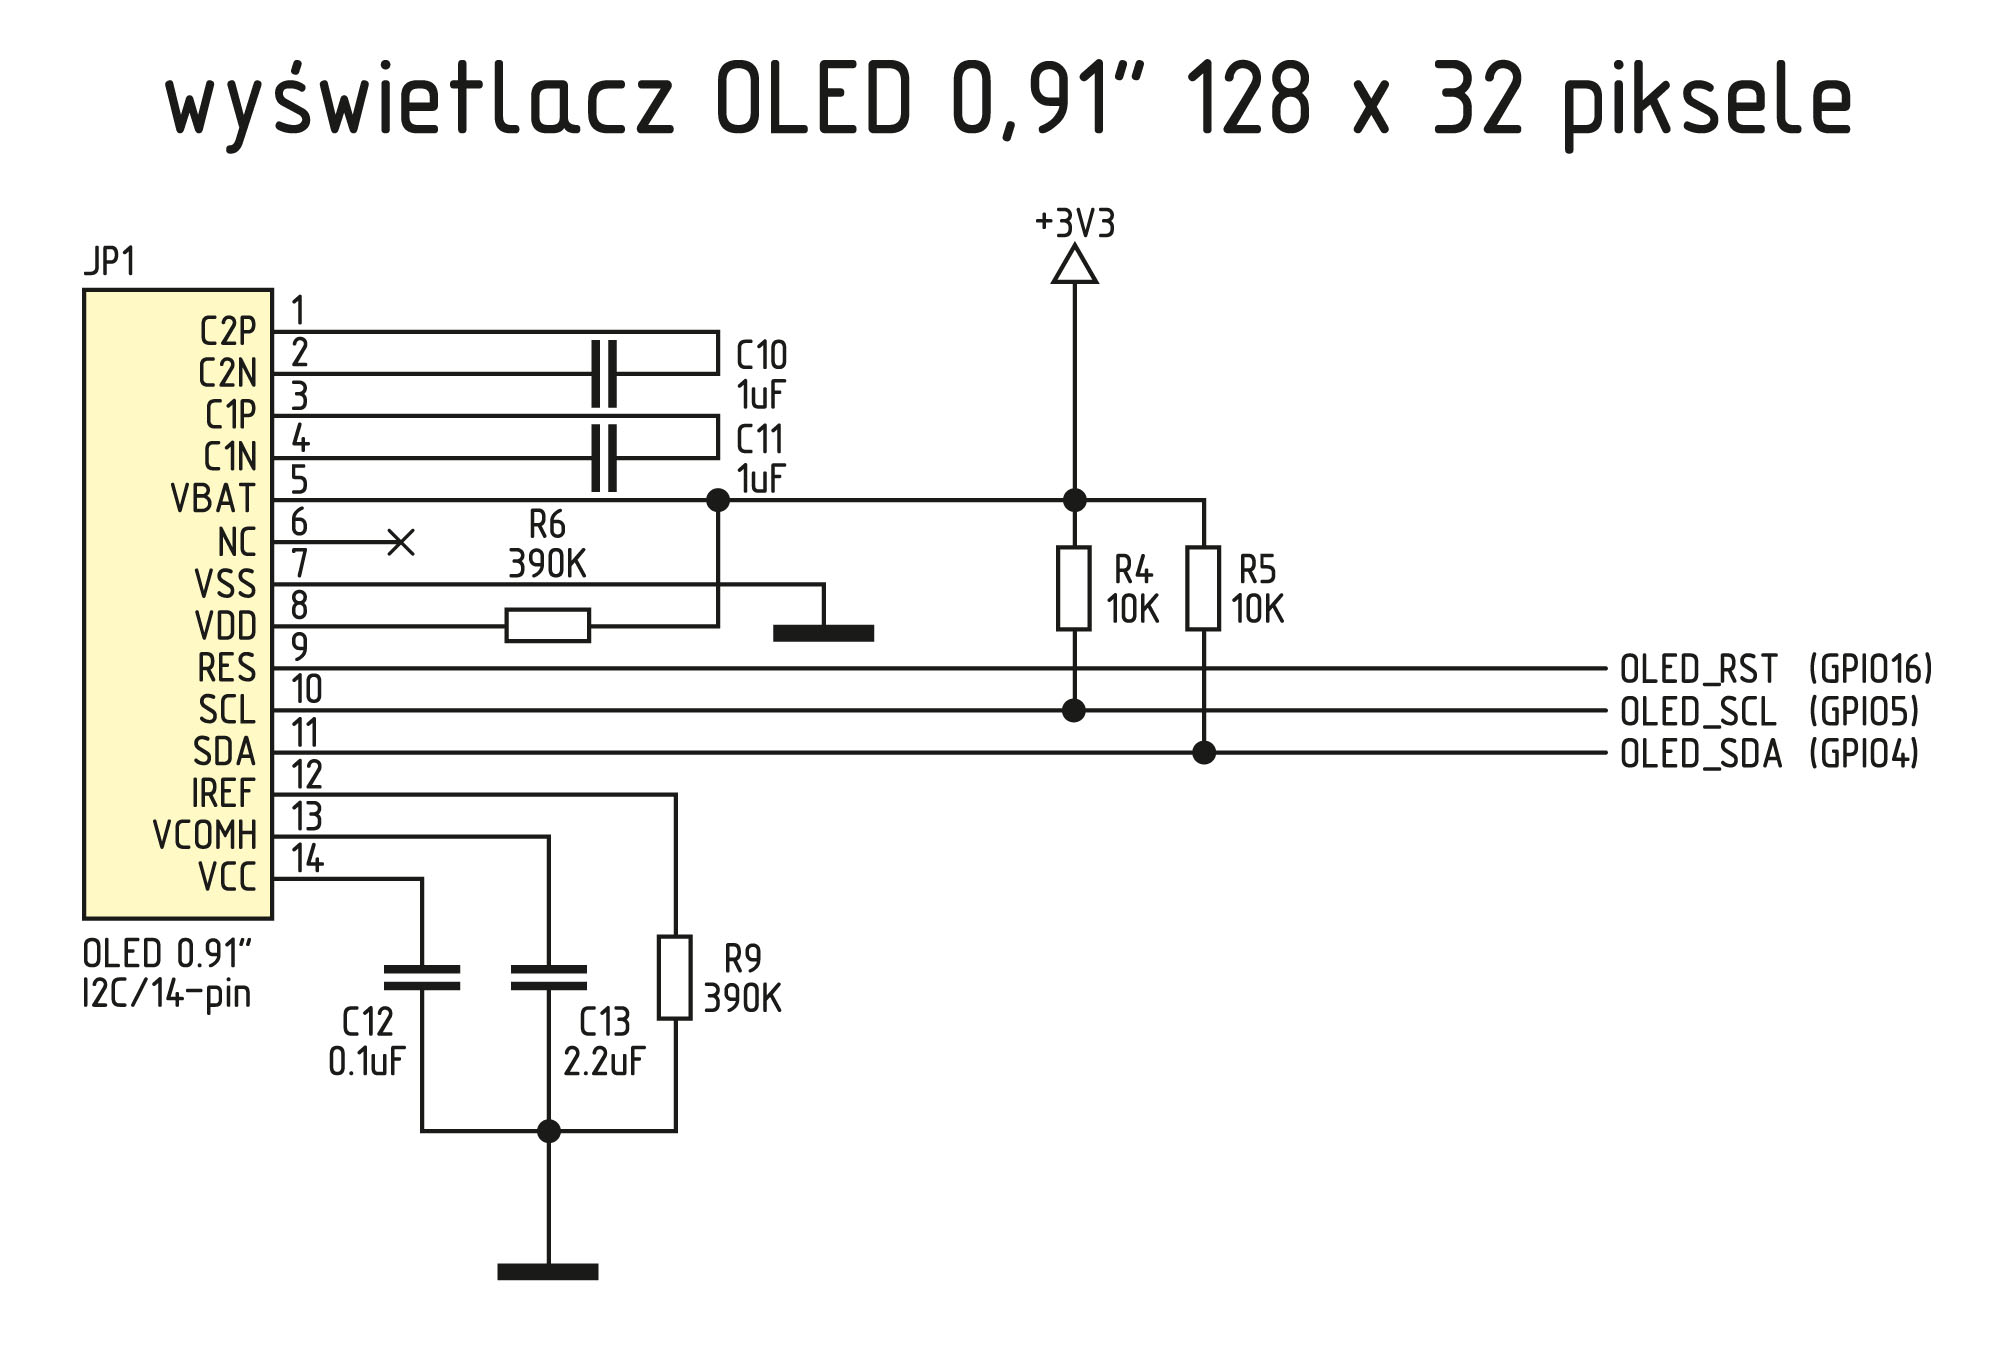 wyświetlacz OLED 0,91” 128 x 32 piksele
+3V3
JP1
C2P 1
C2N 2
C1P 3
C1N 4
VBAT 5
NC 6
VSS 7
VDD 8
RES 9
SCL 10
SDA 11
IREF 12
VCOMH 13
VCC 14
C10
1uF
C11
1uF
R6
390K
R4
10K
R5
10K
OLED_RST (GPIO16)
OLED_SCL (GPIO5)
OLED_SDA (GPIO4)
OLED 0.91”
I2C/14-pin
R9
390K
C12
0.1uF
C13
2.2uF